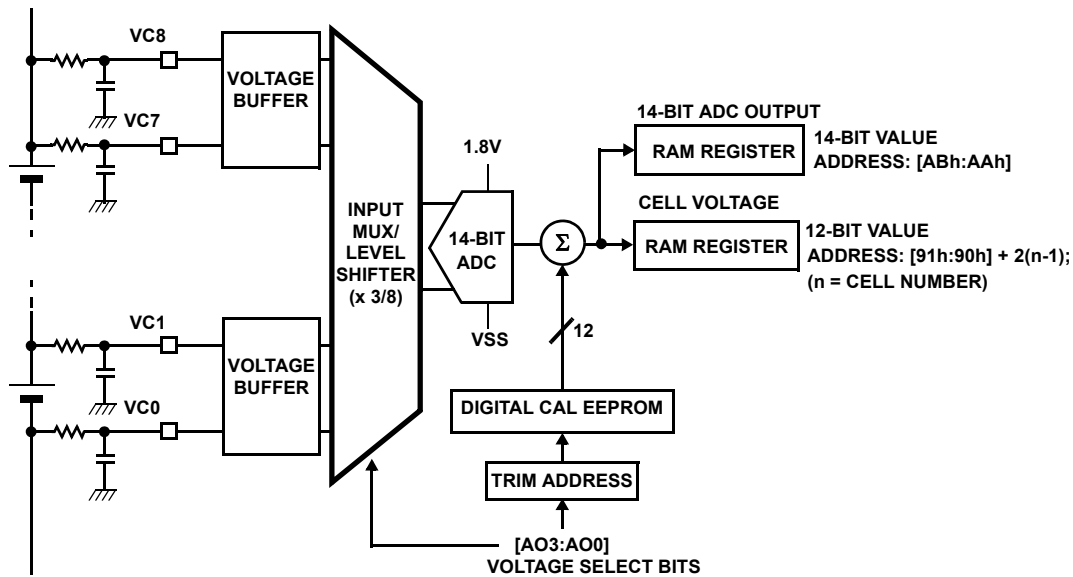 VC8
VOLTAGE
BUFFER
VC7
INPUT
MUX/
LEVEL
SHIFTER
(x 3/8)
1.8V
14-BIT
ADC
VSS
Σ
14-BIT ADC OUTPUT
RAM REGISTER
14-BIT VALUE
ADDRESS: [ABh:AAh]
CELL VOLTAGE
RAM REGISTER
12-BIT VALUE
ADDRESS: [91h:90h] + 2(n-1);
(n = CELL NUMBER)
VC1
VOLTAGE
BUFFER
VC0
12
DIGITAL CAL EEPROM
TRIM ADDRESS
[AO3:AO0]
VOLTAGE SELECT BITS